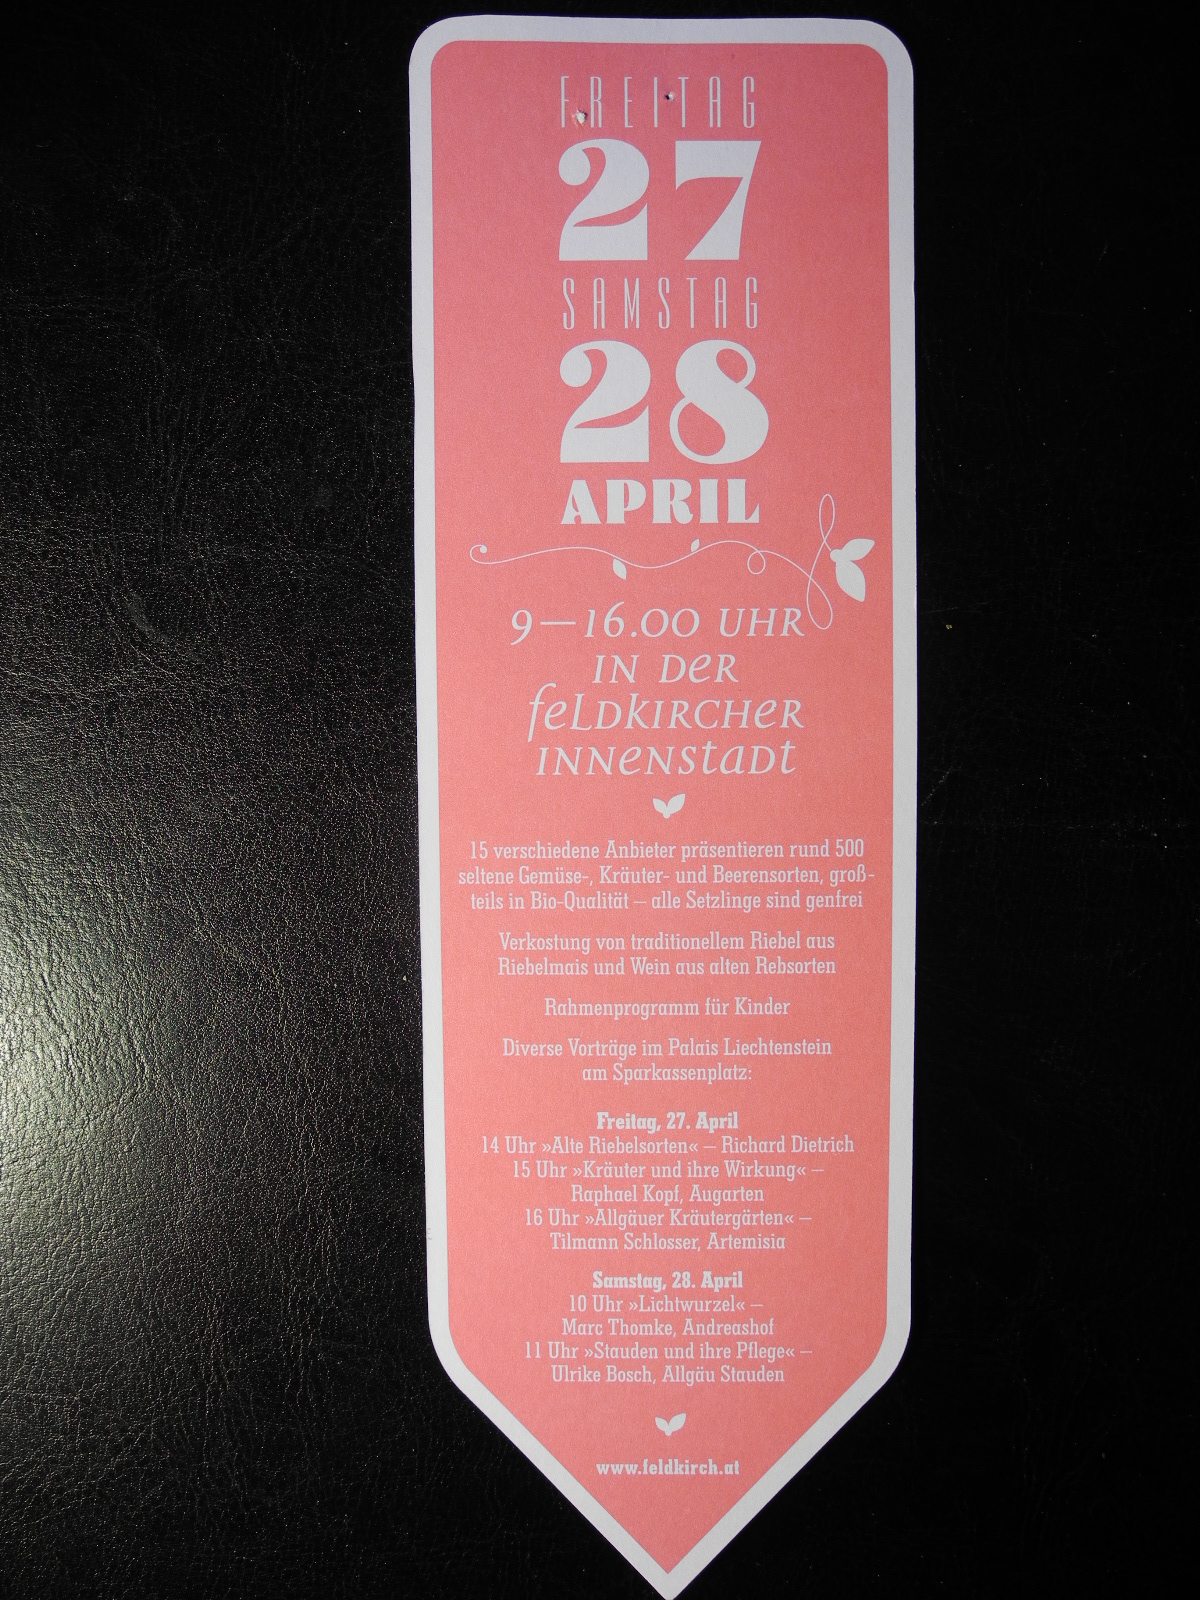 FREITAG
27
SAMSTAG
28
APRIL
9—16.00 UHR
IN DER
feLDKIRCHER
INNENStaDt
15 verschiedene Anbieter präsentieren rund 500
seltene Gemüse-, Kräuter- und Beerensorten, groß-
teils in Bio-Qualität – alle Setzlinge sind genfrei
Verkostung von traditionellem Riebel aus
Riebelmais und Wein aus alten Rebsorten
Rahmenprogramm für Kinder
Diverse Vorträge im Palais Liechtenstein
am Sparkassenplatz:
Freitag, 27. April
14 Uhr »Alte Riebelsorten« – Richard Dietrich
15 Uhr »Kräuter und ihre Wirkung« –
Raphael Kopf, Augarten
16 Uhr »Allgäuer Kräutergärten« –
Tilmann Schlosser, Artemisia
Samstag, 28. April
10 Uhr »Lichtwurzel« –
Marc Thomke, Andreashof
11 Uhr »Stauden und ihre Pflege« –
Ulrike Bosch, Allgäu Stauden
www.feldkirch.at